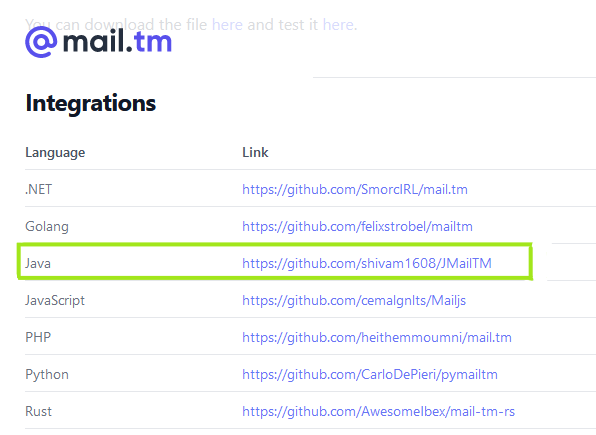 You can download the file here and test it here.
@mail.tm
Integrations
Language Link
.NET https://github.com/SmorcIRL/mail.tm
Golang https://github.com/felixstrobel/mailtm
Java https://github.com/shivam1608/JMailTM
JavaScript https://github.com/cemalgnlts/Mailjs
PHP https://github.com/heithemmoumni/mail.tm
Python https://github.com/CarloDePieri/pymailtm
Rust https://github.com/AwesomeIbex/mail-tm-rs